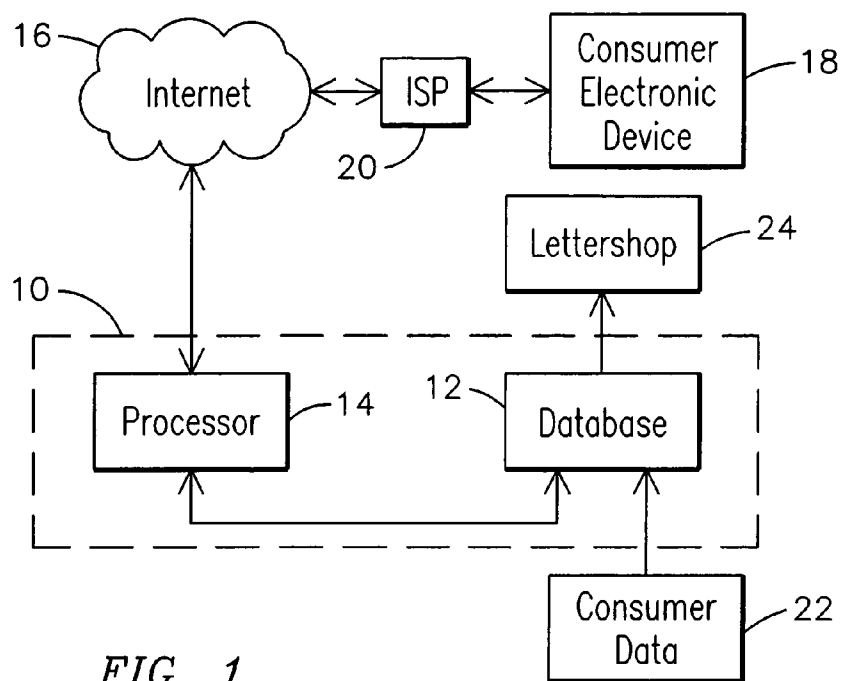 16
Internet
ISP
20
Consumer
Electronic
Device
18
Lettershop
24
10
Processor
14
12
Database
Consumer
Data
22
FIG. 1